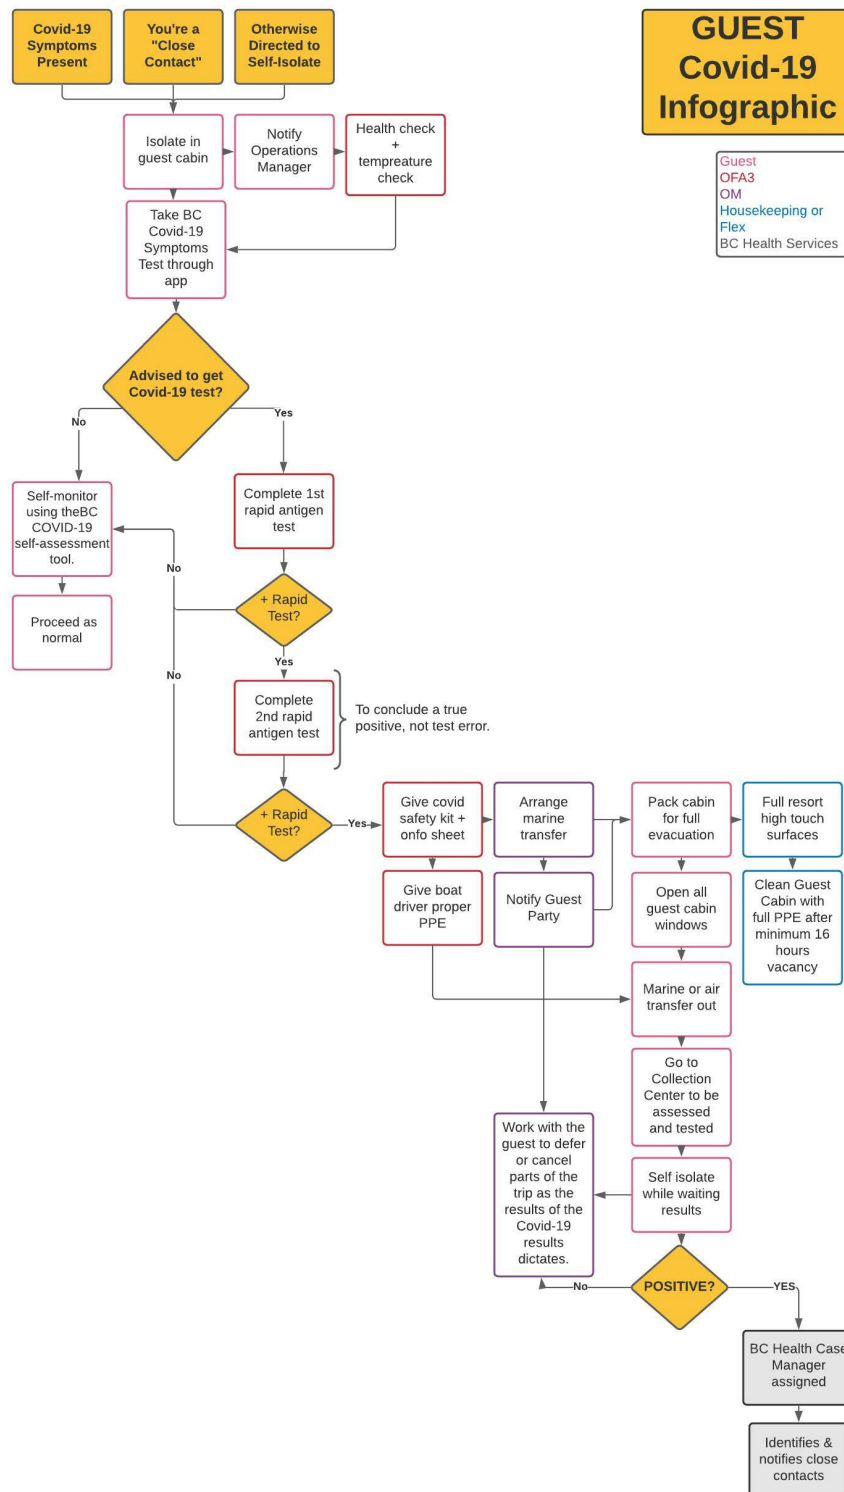 Covid-19
Symptoms
Present
You're a
"Close
Contact"
Otherwise
Directed to
Self-Isolate
GUEST
Covid-19
Infographic
Guest
OFA3
OM
Housekeeping or
Flex
BC Health Services
Isolate in
guest cabin
Notify
Operations
Manager
Health check
+
tempreature
check
Take BC
Covid-19
Symptoms
Test through
app
Advised to get
Covid-19 test?
No
Yes
Self-monitor
using theBC
COVID-19
self-assessment
tool.
Proceed as
normal
Complete 1st
rapid antigen
test
No
+ Rapid
Test?
Yes
No
Complete
2nd rapid
antigen test
To conclude a true
positive, not test error.
+ Rapid
Test?
Yes
Give covid
safety kit +
onfo sheet
Arrange
marine
transfer
Pack cabin
for full
evacuation
Full resort
high touch
surfaces
Give boat
driver proper
PPE
Notify Guest
Party
Open all
guest cabin
windows
Clean Guest
Cabin with
full PPE after
minimum 16
hours
vacancy
Marine or air
transfer out
Go to
Collection
Center to be
assessed
and tested
Work with the
guest to defer
or cancel
parts of the
trip as the
results of the
Covid-19
results
dictates.
Self isolate
while waiting
results
POSITIVE?
No
YES
BC Health Case
Manager
assigned
Identifies &
notifies close
contacts